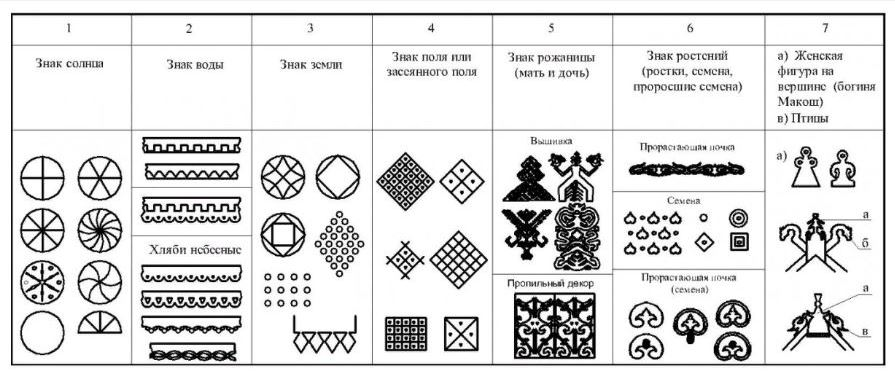 1
2
3
4
5
6
7
Знак солнца
Знак воды
Знак земли
Знак поля или
засеянного поля
Знак рожаницы
(мать и дочь)
Знак ростений
(ростки, семена,
проросшие семена)
а) Женская
фигура на
вершине (богиня
Макощ)
в) Птицы
Хляби небесные
Вышивка
Пропильный декор
Прорастающая почка
Семена
Прорастающая почка
(семена)
а)
а
б
а
в